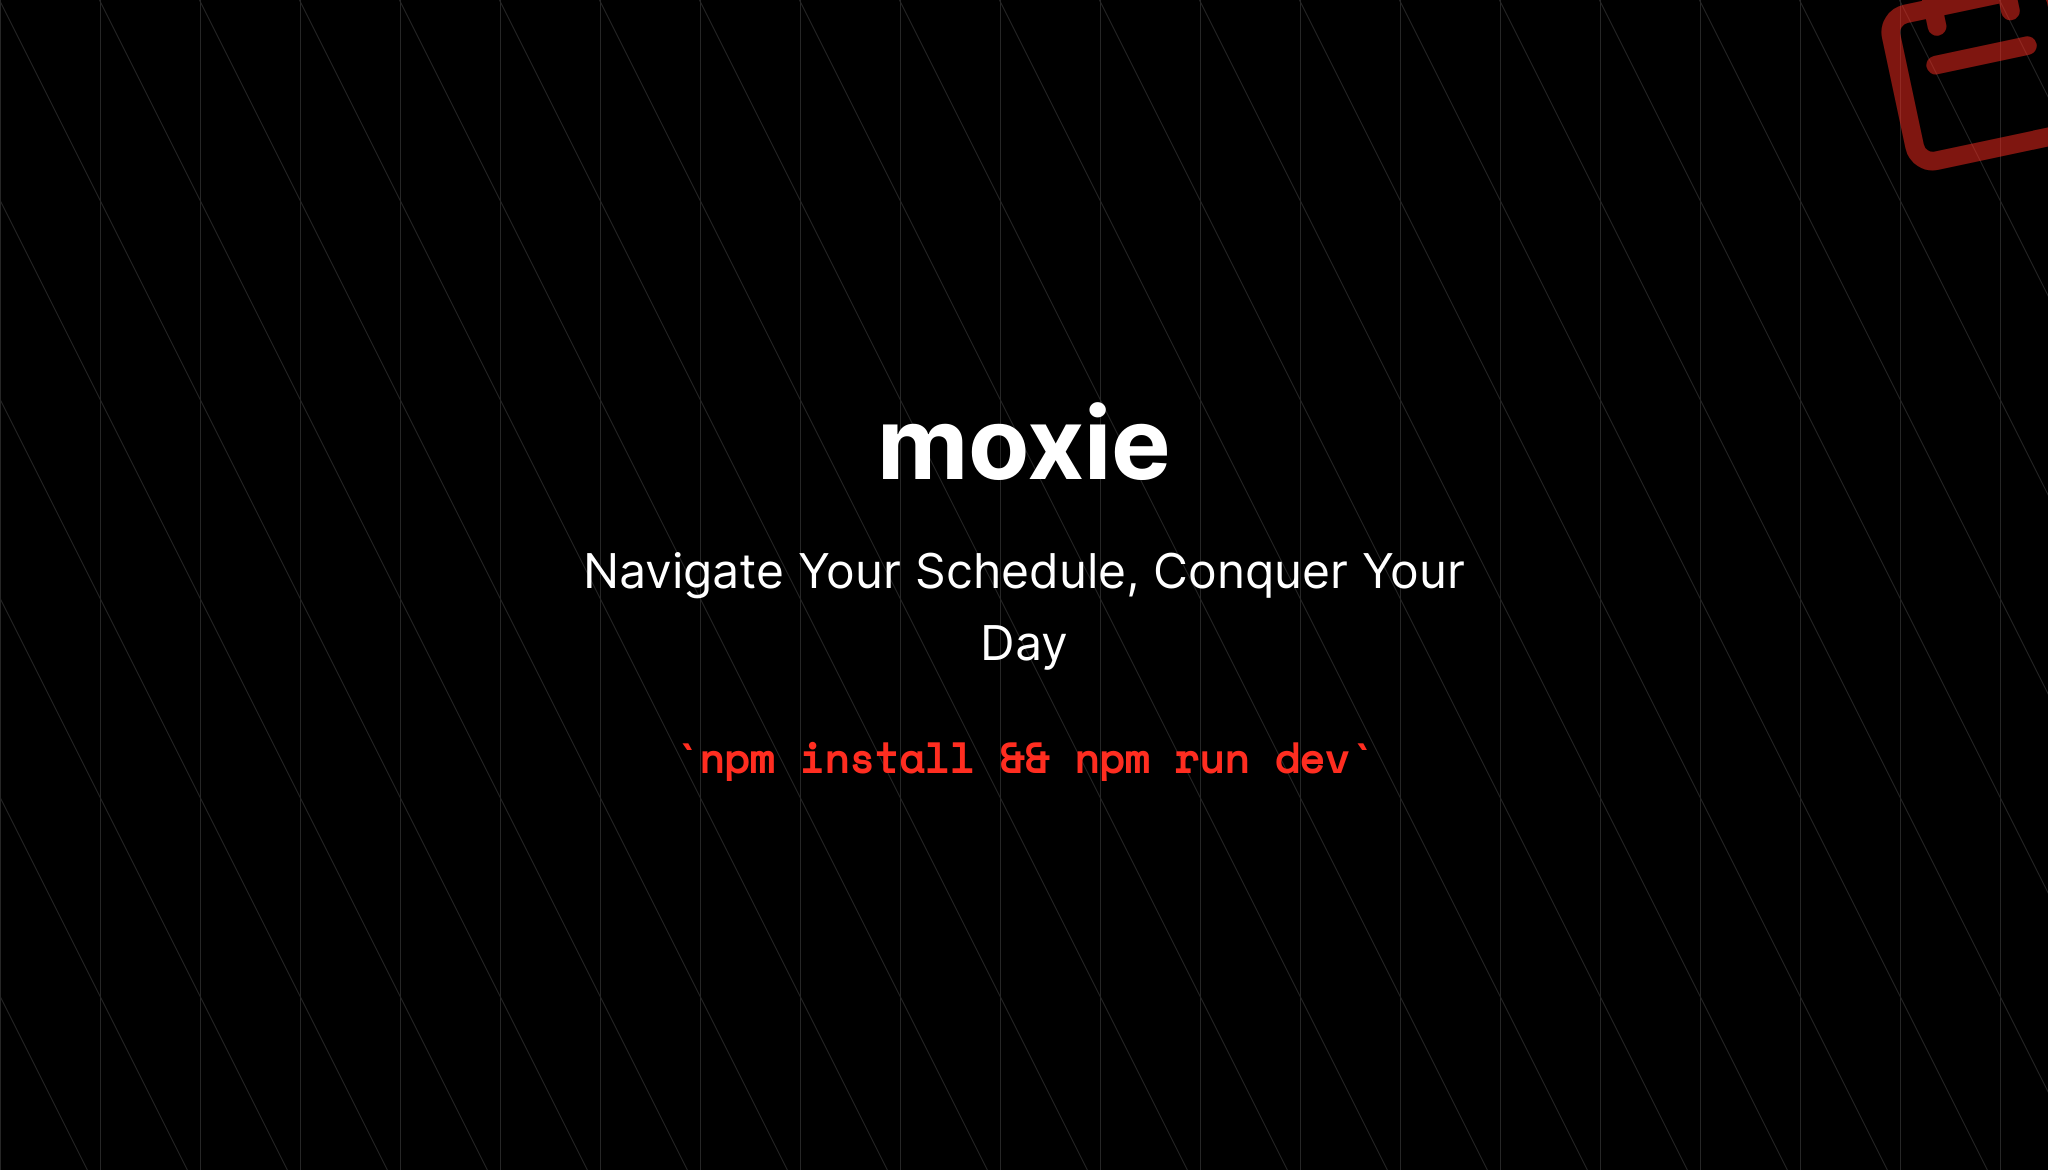 moxie
Navigate Your Schedule, Conquer Your
Day
`npm install && npm run dev`